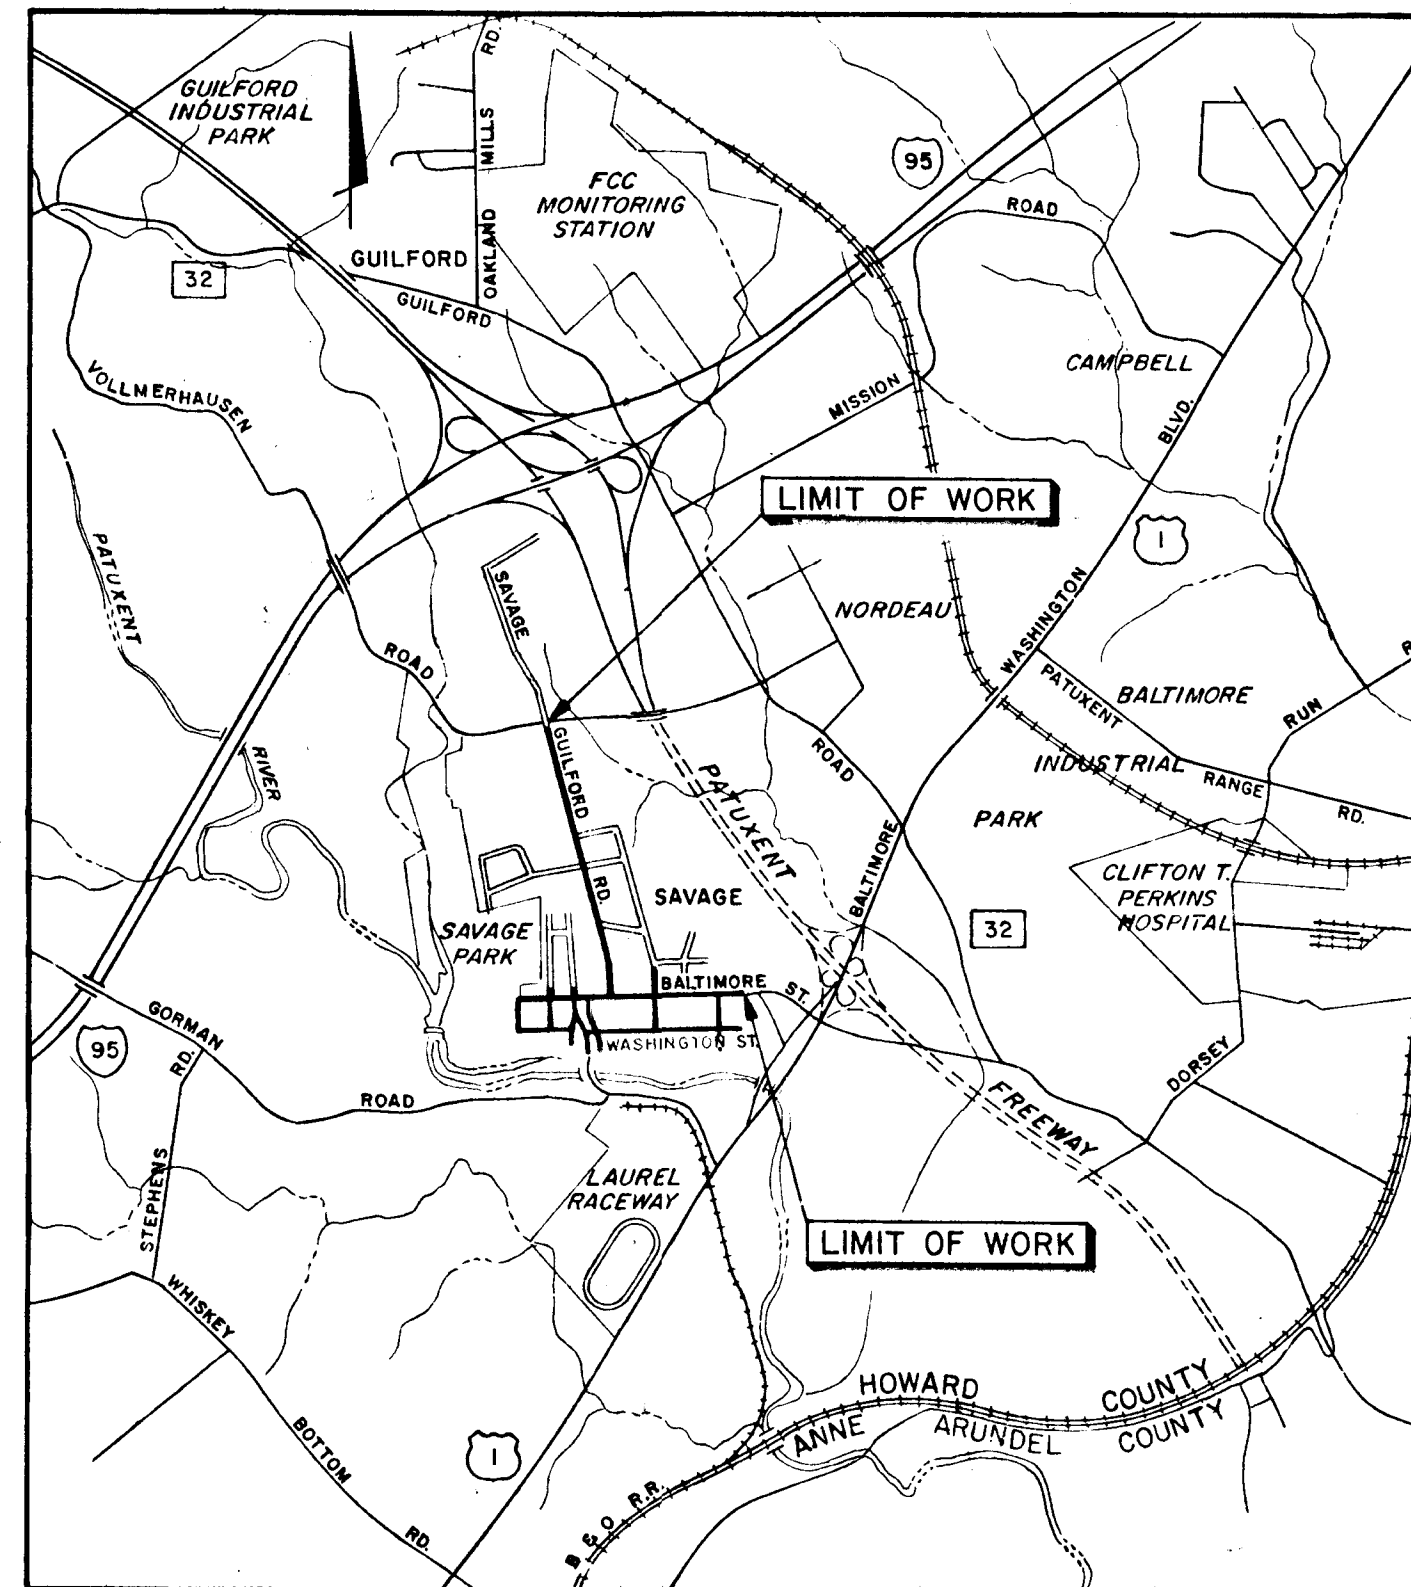 GUILFORD
INDUSTRIAL
PARK
RD.
MILLS
OAKLAND
FCC
MONITORING
STATION
95
ROAD
32
GUILFORD
GUILFORD
VOLLMERHAUSEN
CAMPBELL
MISSION
BLVD.
LIMIT OF WORK
1
PATUXENT
SAVAGE
NORDEAU
WASHINGTON
ROAD
PATUXENT
BALTIMORE
RUN
GUILFORD
ROAD
RIVER
PATUXENT
INDUSTRIAL
RANGE
RD.
PARK
BALTIMORE
CLIFTON T.
PERKINS
HOSPITAL
RD.
SAVAGE
SAVAGE
PARK
32
BALTIMORE
ST.
WASHINGTON ST.
GORMAN
95
RD.
ROAD
DORSEY
FREEWAY
STEPHENS
LAUREL
RACEWAY
LIMIT OF WORK
WHISKEY
HOWARD
COUNTY
ANNE
ARUNDEL
COUNTY
BOTTOM
1
B & O R.R.
RD.